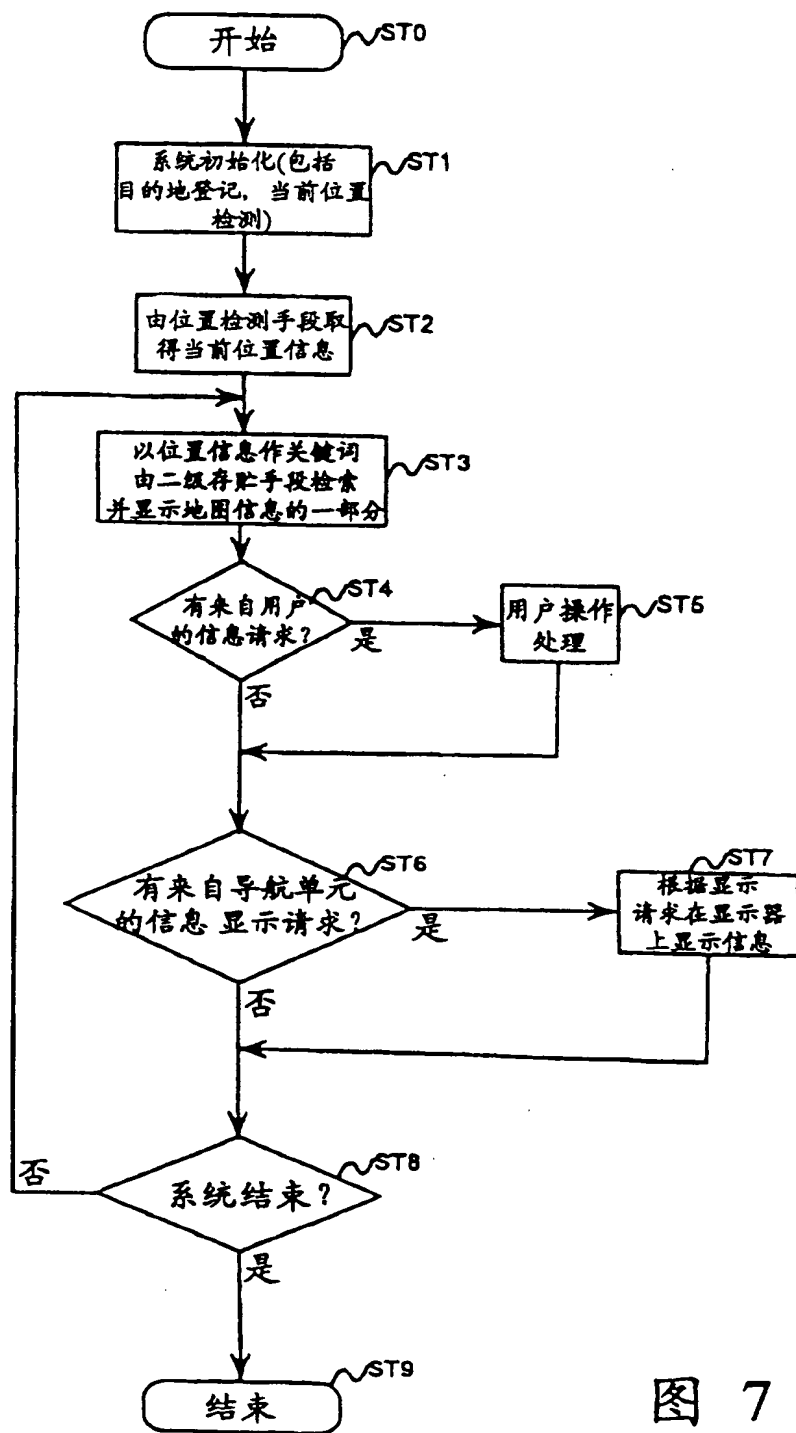 开始
ST0
系统初始化(包括
目的地登记, 当前位置
检测)
ST1
由位置检测手段取
得当前位置信息
ST2
以位置信息作关键词
由二级存贮手段检索
并显示地图信息的一部分
ST3
有来自用户
的信息请求?
ST4
是
用户操作
处理
ST5
否
有来自导航单元
的信息 显示请求?
ST6
是
ST7
根据显示
请求在显示器
上显示信息
否
系统结束?
ST8
否
是
结束
ST9
图 7